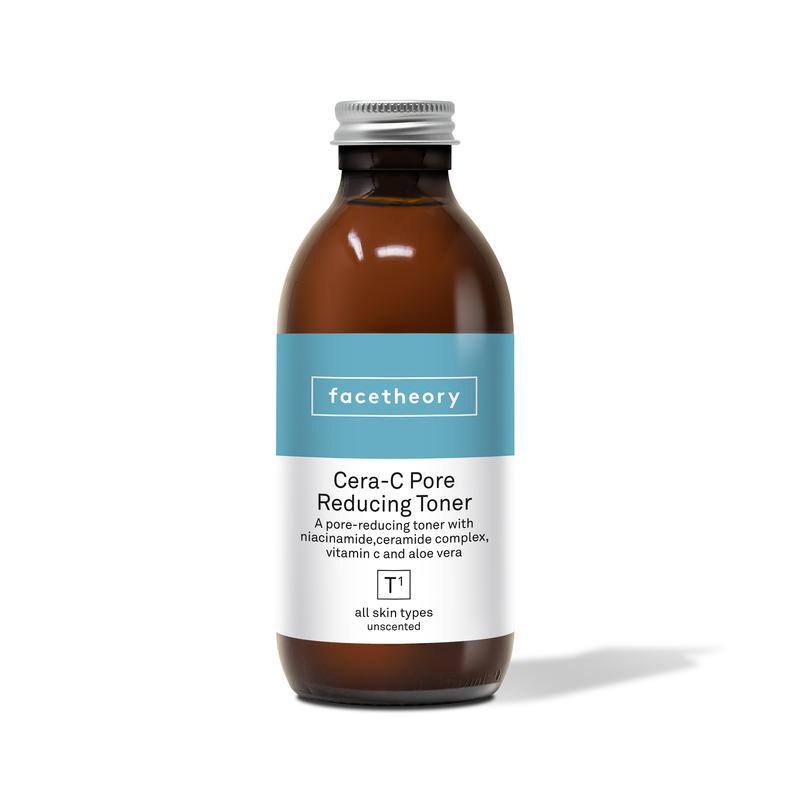 facetheory
Cera-C Pore
Reducing Toner
A pore-reducing toner with
niacinamide,ceramide complex,
vitamin c and aloe vera
T¹
all skin types
unscented